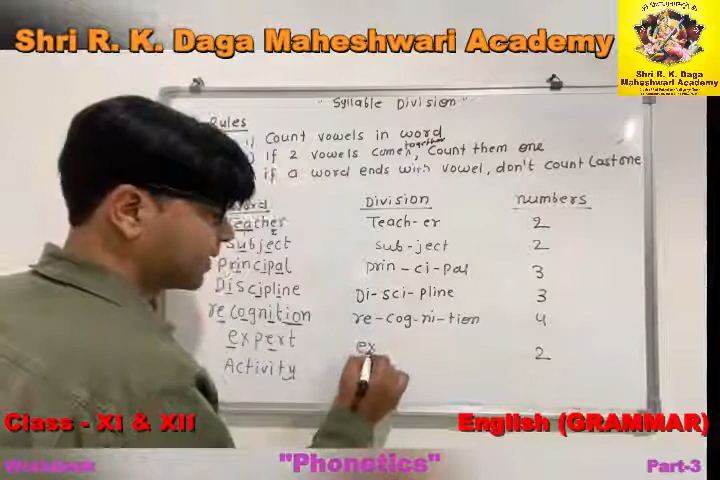 Shri R. K. Daga Maheshwari Academy
Shri R. K. Daga
Maheshwari Academy
"Syllable Division"
Rules
Count vowels in word
if 2 vowels come together, Count them one
if a word ends with vowel, don't count Last one
Word Division numbers
Teacher Teach-er 2
Subject sub-ject 2
Principal prin-ci-pal 3
Discipline Di-sci-pline 3
recognition re-cog-ni-tion 4
expert ex 2
Activity
Class - XI & XII
English (GRAMMAR)
"Phonetics"
Part-3